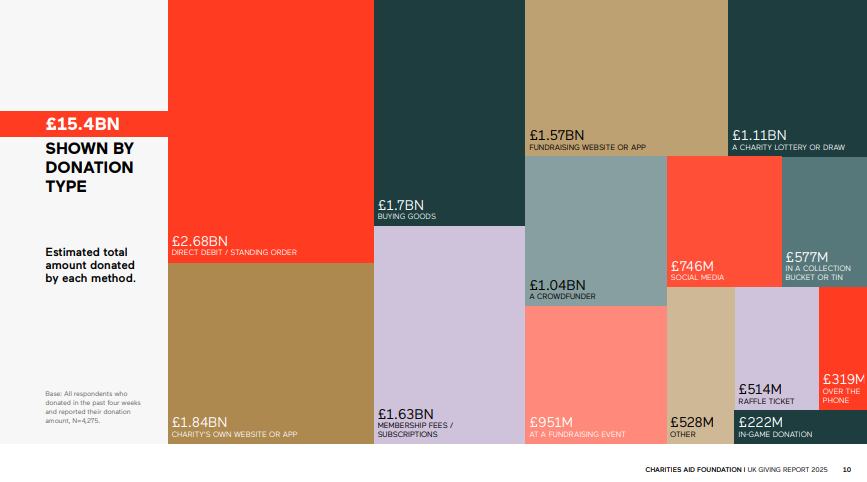 £15.4BN
SHOWN BY
DONATION
TYPE
Estimated total
amount donated
by each method.
Base: All respondents who
donated in the past four weeks
and reported their donation
amount, N=4,275.
£2.68BN
DIRECT DEBIT / STANDING ORDER
£1.84BN
CHARITY'S OWN WEBSITE OR APP
£1.7BN
BUYING GOODS
£1.63BN
MEMBERSHIP FEES /
SUBSCRIPTIONS
£1.57BN
FUNDRAISING WEBSITE OR APP
£1.11BN
A CHARITY LOTTERY OR DRAW
£1.04BN
A CROWDFUNDER
£951M
AT A FUNDRAISING EVENT
£746M
SOCIAL MEDIA
£577M
IN A COLLECTION
BUCKET OR TIN
£528M
OTHER
£514M
RAFFLE TICKET
£319M
OVER THE
PHONE
£222M
IN-GAME DONATION
CHARITIES AID FOUNDATION I UK GIVING REPORT 2025 10